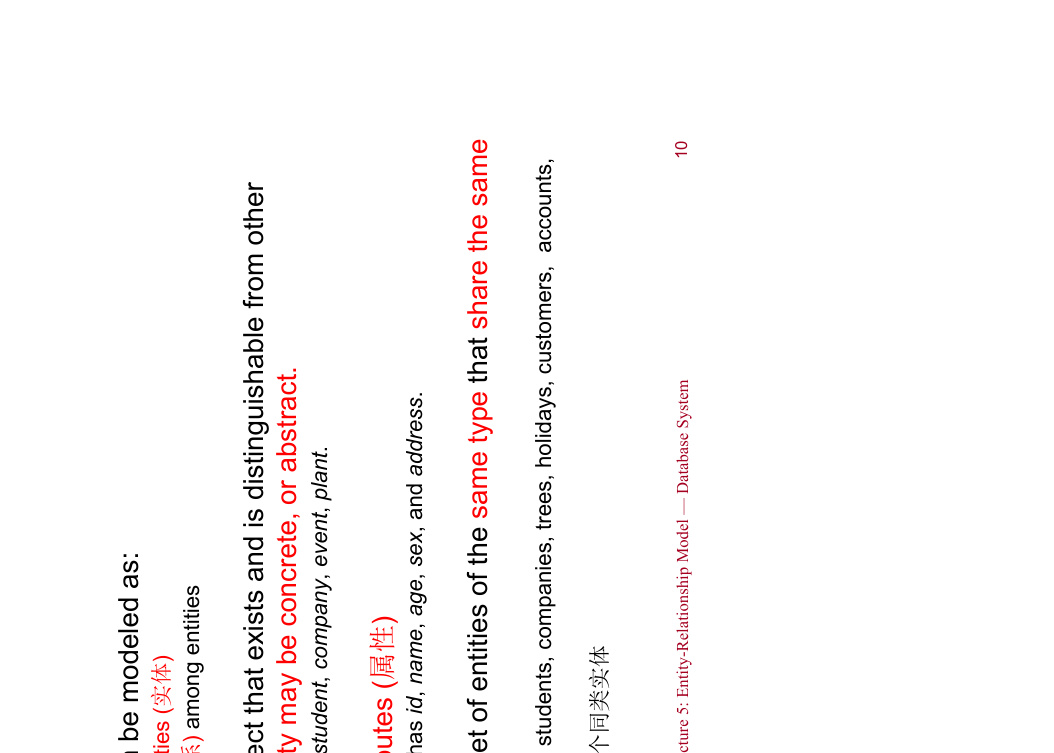 be modeled as:
ties (实体)
系) among entities
ect that exists and is distinguishable from other
ty may be concrete, or abstract.
student, company, event, plant.
butes (属性)
has id, name, age, sex, and address.
et of entities of the same type that share the same
students, companies, trees, holidays, customers, accounts,
个同类实体
cture 5: Entity-Relationship Model — Database System
10